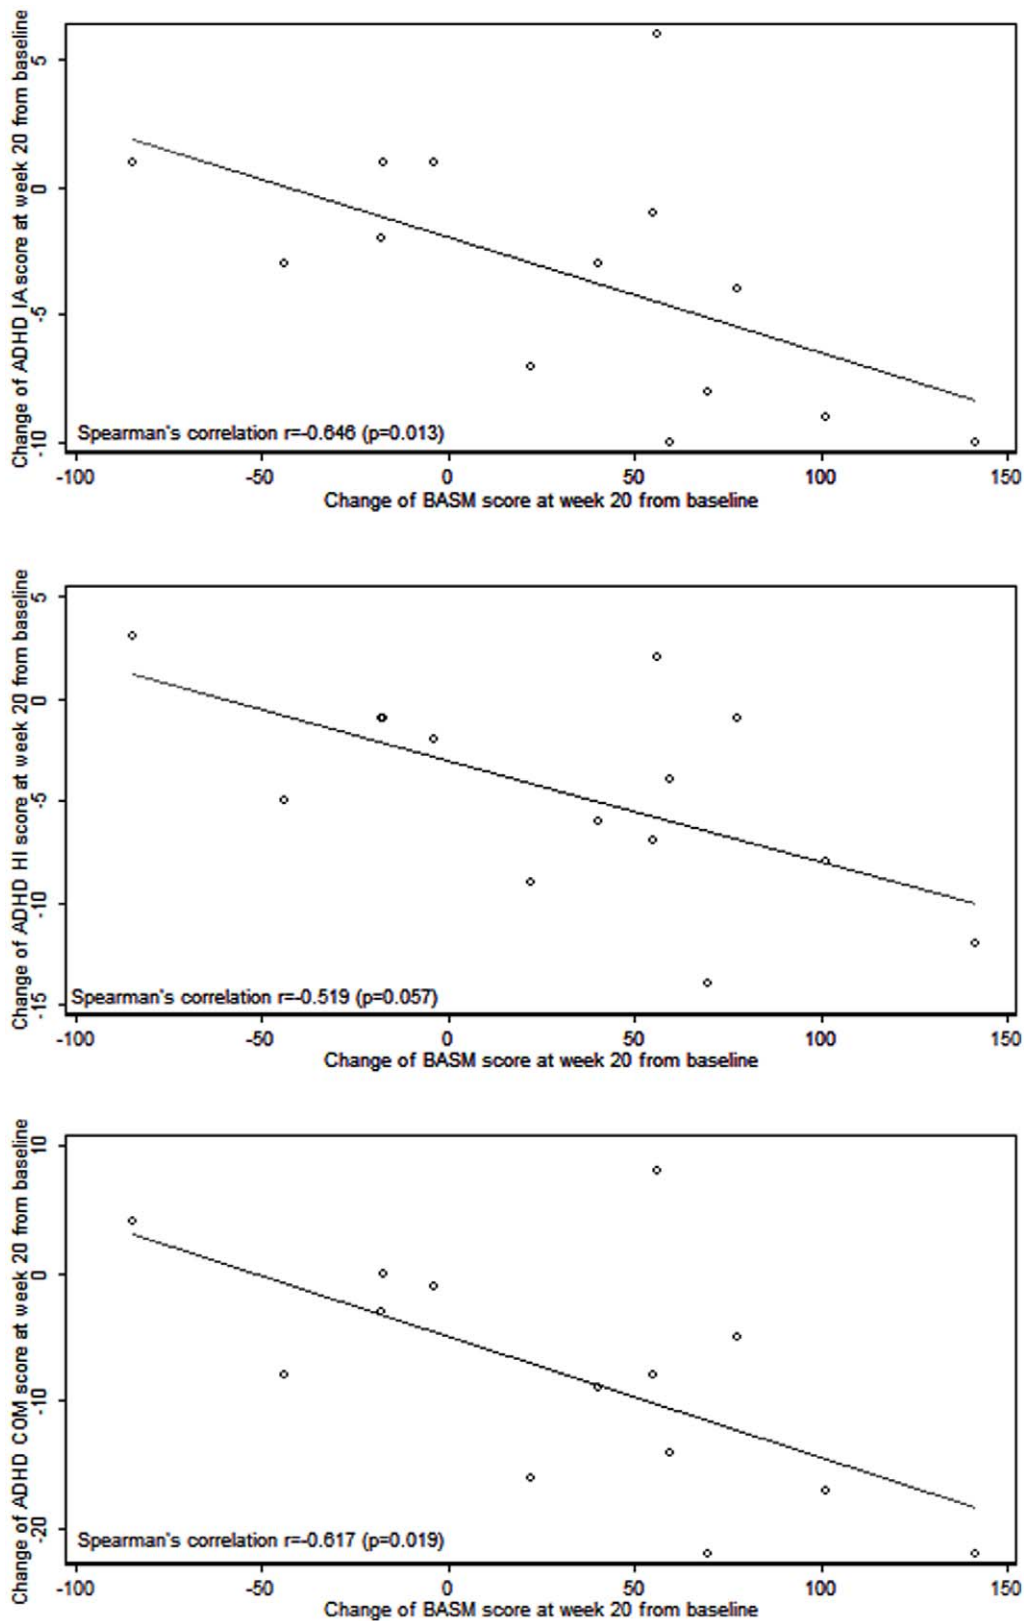 Change of ADHD IA score at week 20 from baseline
5
0
-5
-10
Spearman's correlation r=-0.646 (p=0.013)
-100 -50 0 50 100 150
Change of BASM score at week 20 from baseline
Change of ADHD HI score at week 20 from baseline
5
0
-5
-10
-15
Spearman's correlation r=-0.519 (p=0.057)
-100 -50 0 50 100 150
Change of BASM score at week 20 from baseline
Change of ADHD COM score at week 20 from baseline
10
0
-10
-20
Spearman's correlation r=-0.617 (p=0.019)
-100 -50 0 50 100 150
Change of BASM score at week 20 from baseline